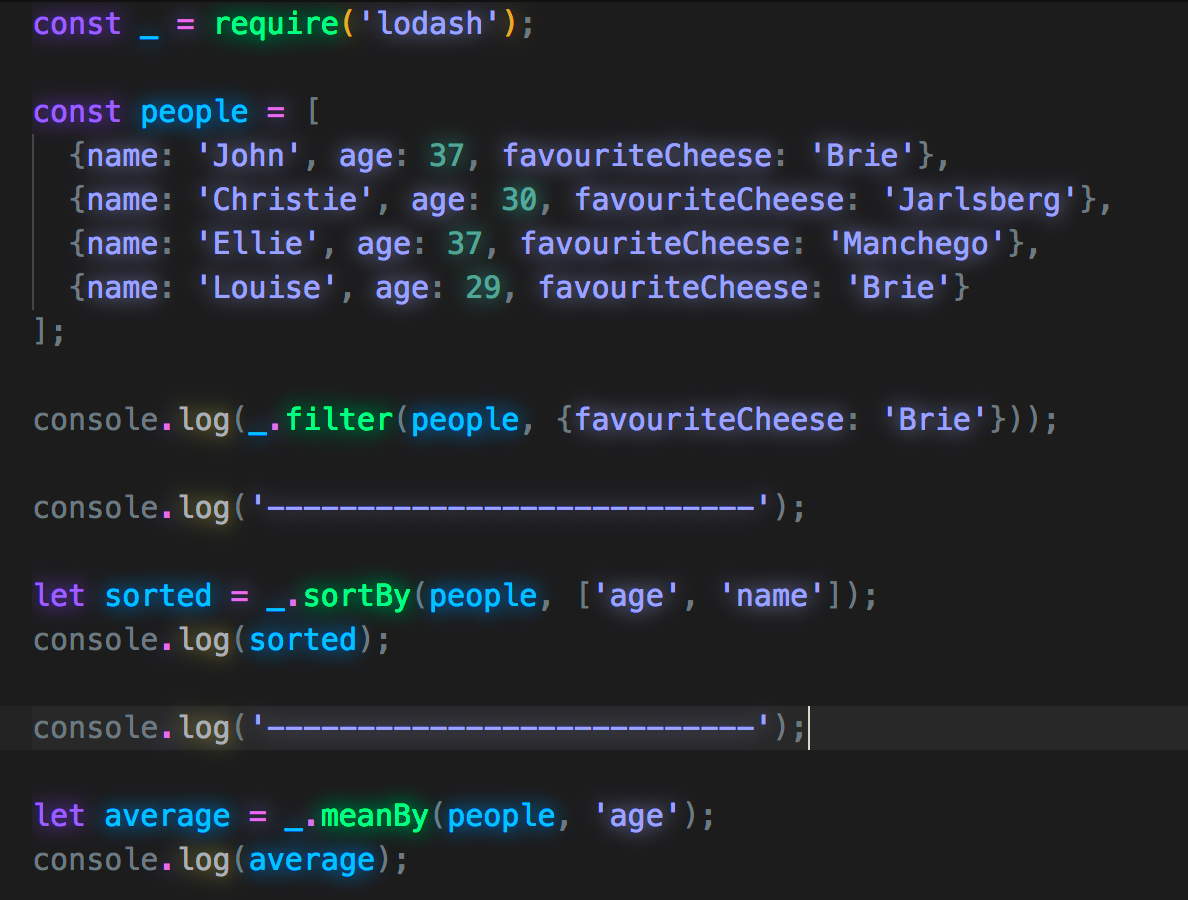 const _ = require('lodash');
const people = [
{name: 'John', age: 37, favouriteCheese: 'Brie'},
{name: 'Christie', age: 30, favouriteCheese: 'Jarlsberg'},
{name: 'Ellie', age: 37, favouriteCheese: 'Manchego'},
{name: 'Louise', age: 29, favouriteCheese: 'Brie'}
];
console.log(_.filter(people, {favouriteCheese: 'Brie'}));
console.log('---------------------------');
let sorted = _.sortBy(people, ['age', 'name']);
console.log(sorted);
console.log('---------------------------');
let average = _.meanBy(people, 'age');
console.log(average);